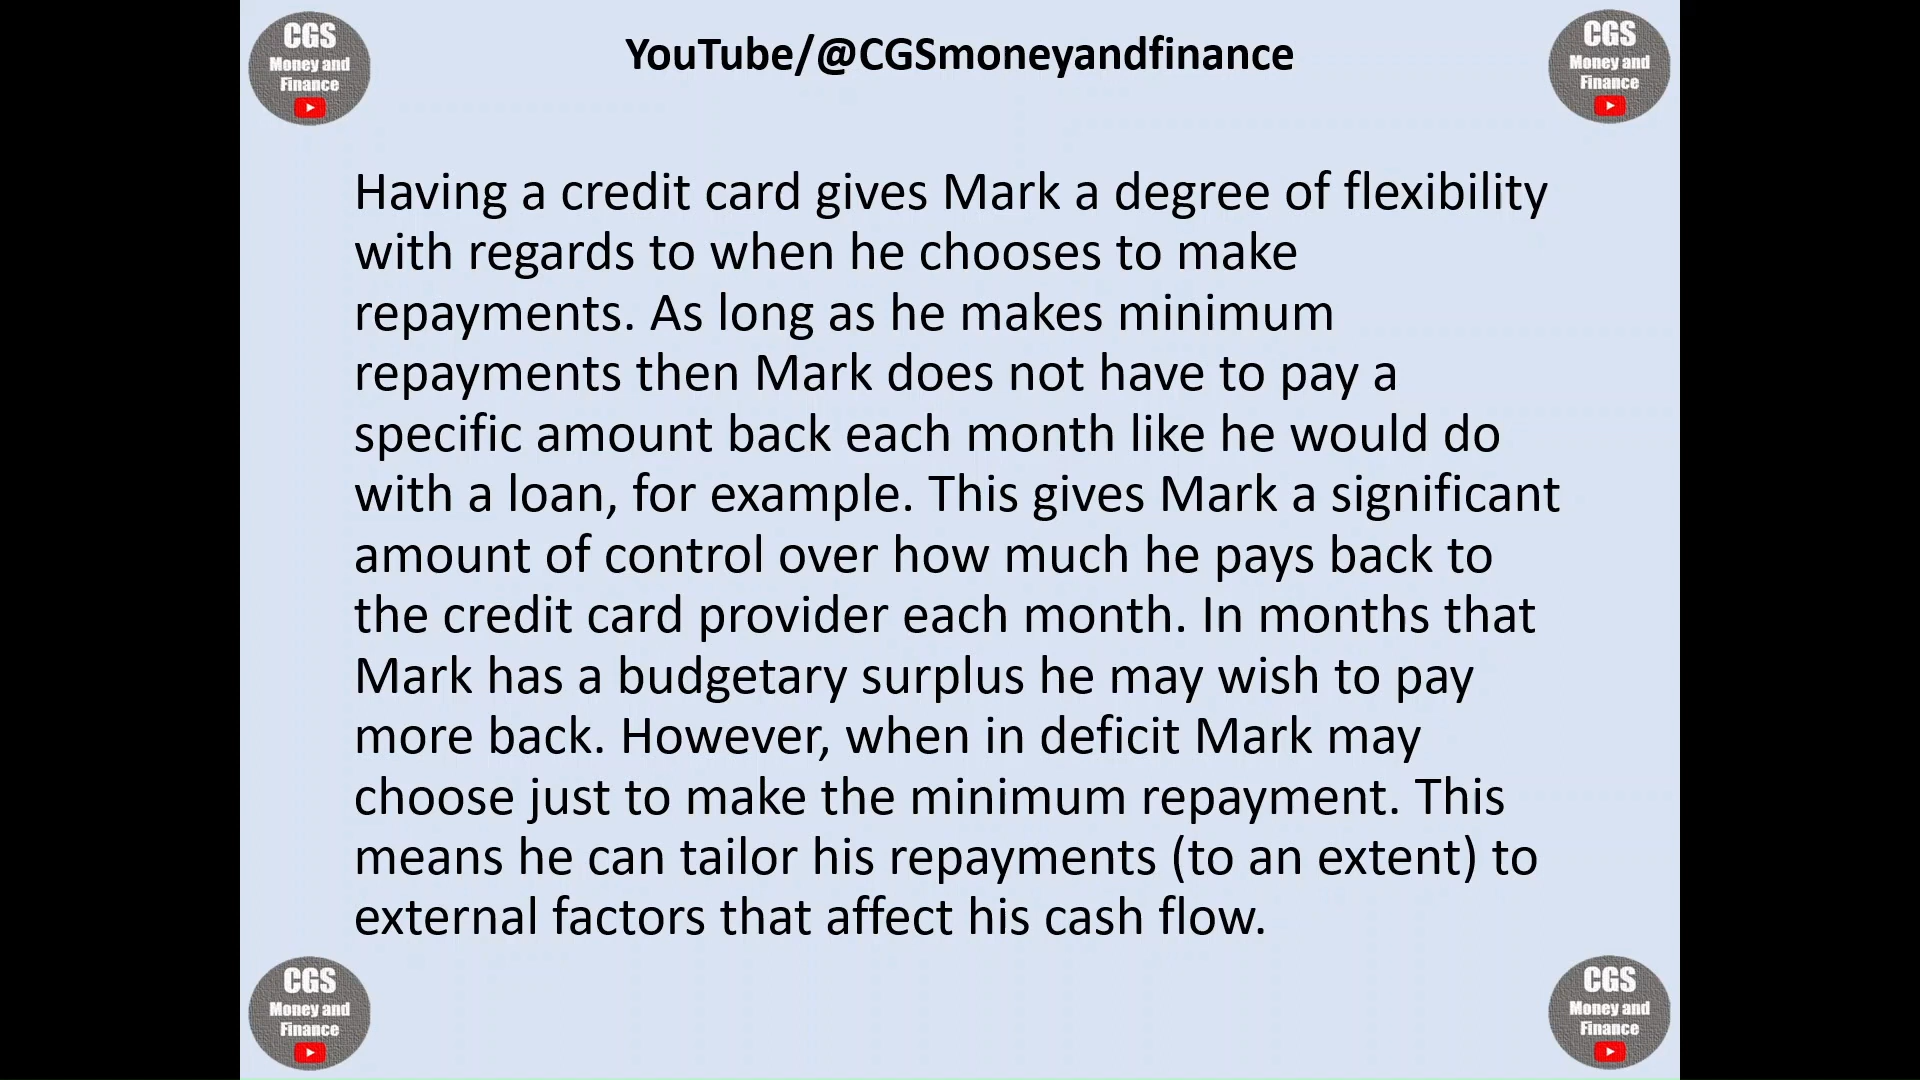 CGS
Money and
Finance
YouTube/@CGSmoneyandfinance
CGS
Money and
Finance
Having a credit card gives Mark a degree of flexibility
with regards to when he chooses to make
repayments. As long as he makes minimum
repayments then Mark does not have to pay a
specific amount back each month like he would do
with a loan, for example. This gives Mark a significant
amount of control over how much he pays back to
the credit card provider each month. In months that
Mark has a budgetary surplus he may wish to pay
more back. However, when in deficit Mark may
choose just to make the minimum repayment. This
means he can tailor his repayments (to an extent) to
external factors that affect his cash flow.
CGS
Money and
Finance
CGS
Money and
Finance